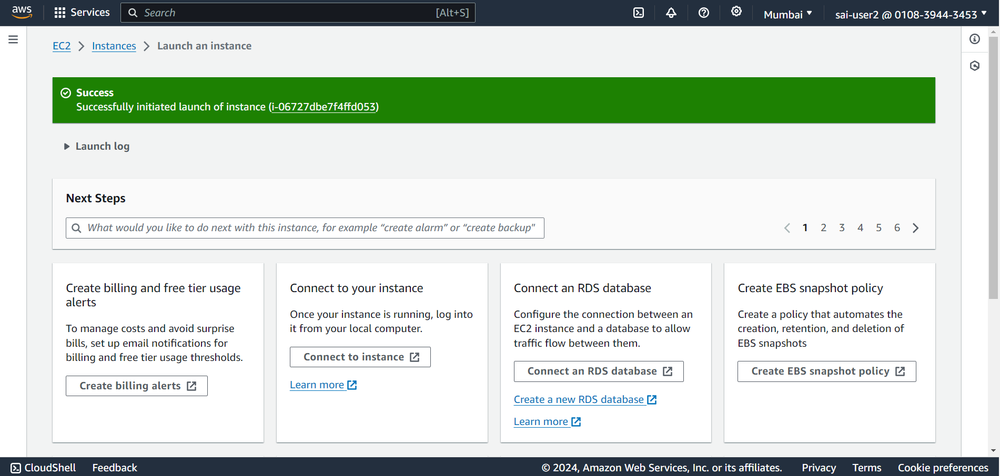 aws Services Search [Alt+S] Mumbai sai-user2 @ 0108-3944-3453
EC2 Instances Launch an instance
Success
Successfully initiated launch of instance (i-06727dbe7f4ffd053)
Launch log
Next Steps
What would you like to do next with this instance, for example “create alarm” or “create backup"
1 2 3 4 5 6
Create billing and free tier usage
alerts
To manage costs and avoid surprise
bills, set up email notifications for
billing and free tier usage thresholds.
Create billing alerts
Connect to your instance
Once your instance is running, log into
it from your local computer.
Connect to instance
Learn more
Connect an RDS database
Configure the connection between an
EC2 instance and a database to allow
traffic flow between them.
Connect an RDS database
Create a new RDS database
Learn more
Create EBS snapshot policy
Create a policy that automates the
creation, retention, and deletion of
EBS snapshots
Create EBS snapshot policy
CloudShell Feedback © 2024, Amazon Web Services, Inc. or its affiliates. Privacy Terms Cookie preferences